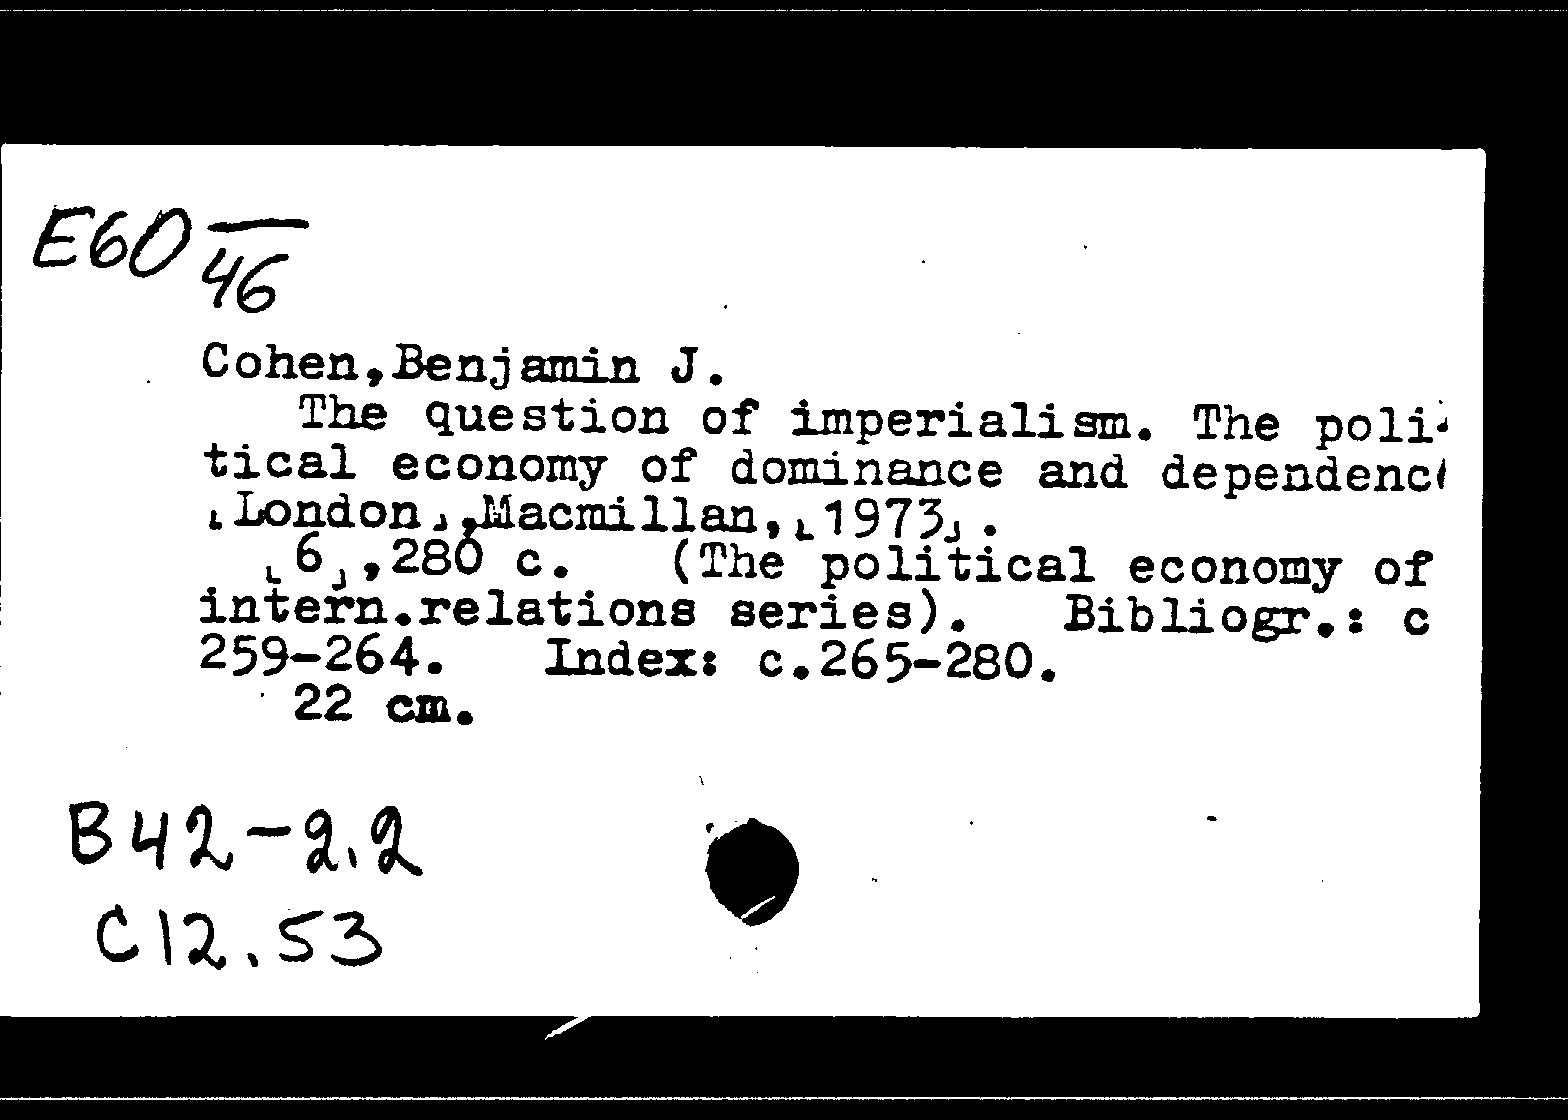 E60 —
46
Cohen,Benjamin J.
The question of imperialism. The poli-
tical economy of dominance and dependenc
[London],Macmillan,[1973].
[6],280 c. (The political economy of
intern.relations series). Bibliogr.: c
259-264. Index: c.265-280.
22 cm.
B42-2.2
C12.53